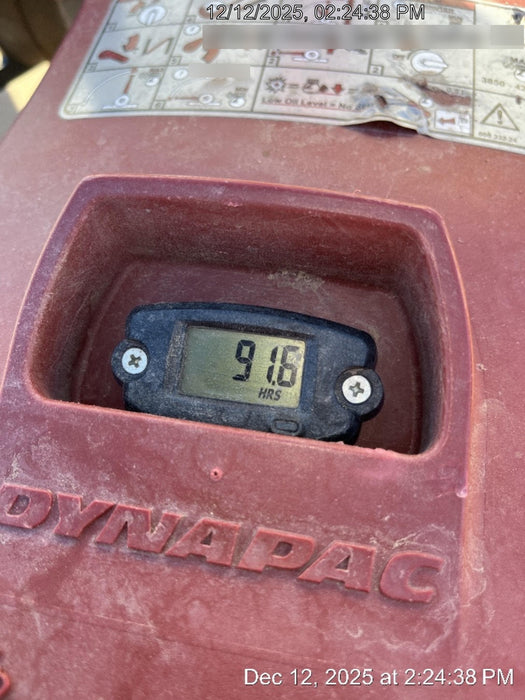 12/12/2025, 02:24:38 PM
Low Oil Level = No
3850
91.6
HRS
DYNAPAC
Dec 12, 2025 at 2:24:38 PM